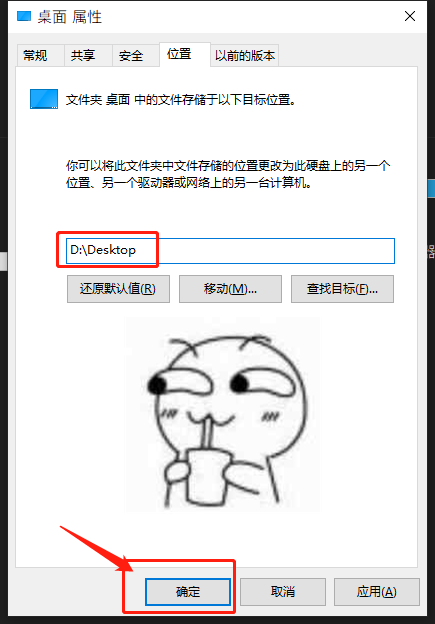 桌面 属性
常规 共享 安全 位置 以前的版本
文件夹 桌面 中的文件存储于以下目标位置。
你可以将此文件夹中文件存储的位置更改为此硬盘上的另一个
位置、另一个驱动器或网络上的另一台计算机。
D:\Desktop
还原默认值(R) 移动(M)... 查找目标(F)...
确定 取消 应用(A)